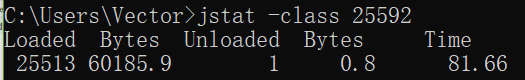 C:\Users\Vector>jstat -class 25592
Loaded  Bytes  Unloaded  Bytes     Time
 25513 60185.9        1     0.8      81.66